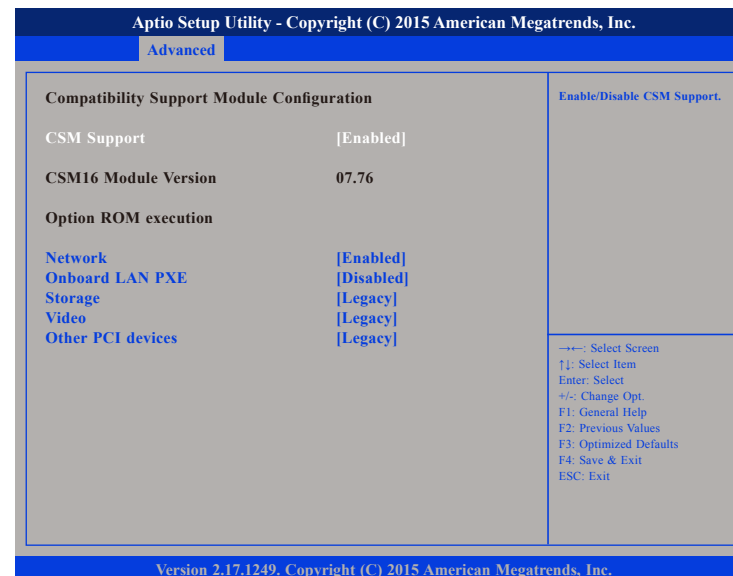 Aptio Setup Utility - Copyright (C) 2015 American Megatrends, Inc.
Advanced
Compatibility Support Module Configuration
CSM Support [Enabled]
CSM16 Module Version 07.76
Option ROM execution
Network [Enabled]
Onboard LAN PXE [Disabled]
Storage [Legacy]
Video [Legacy]
Other PCI devices [Legacy]
Enable/Disable CSM Support.
→←: Select Screen
↑↓: Select Item
Enter: Select
+/-: Change Opt.
F1: General Help
F2: Previous Values
F3: Optimized Defaults
F4: Save & Exit
ESC: Exit
Version 2.17.1249. Copyright (C) 2015 American Megatrends, Inc.